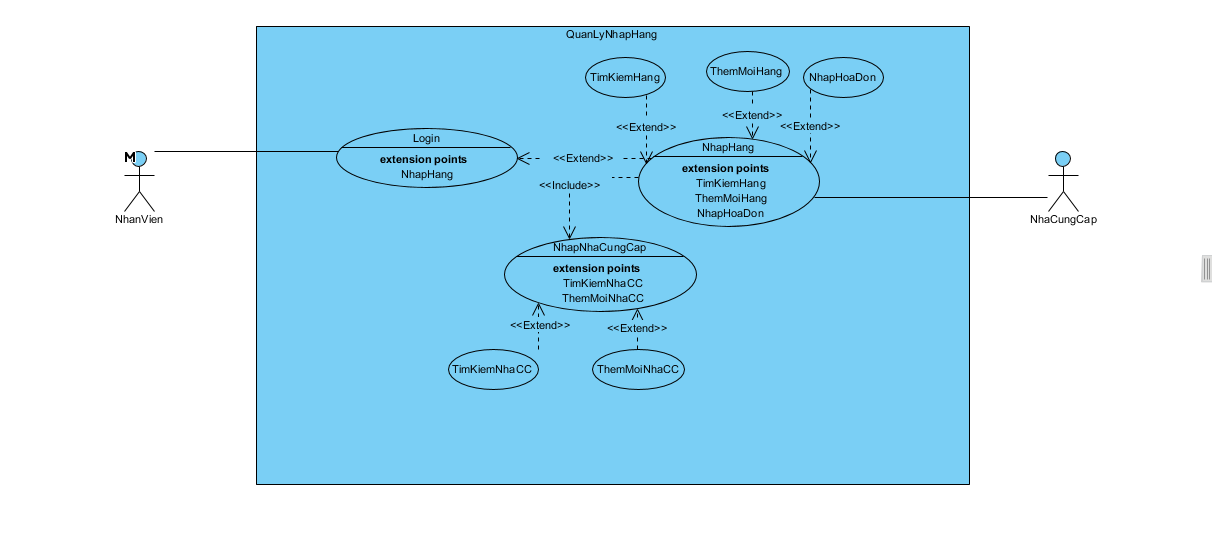 QuanLyNhapHang
TimKiemHang
ThemMoiHang
NhapHoaDon
<<Extend>>
<<Extend>>
<<Extend>>
Login
extension points
NhapHang
<<Extend>>
<<Include>>
NhapHang
extension points
TimKiemHang
ThemMoiHang
NhapHoaDon
M
NhanVien
NhaCungCap
NhapNhaCungCap
extension points
TimKiemNhaCC
ThemMoiNhaCC
<<Extend>>
<<Extend>>
TimKiemNhaCC
ThemMoiNhaCC